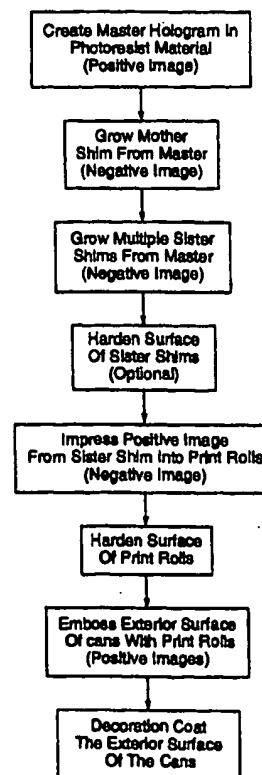 Create Master Hologram In
Photoresist Material
(Positive Image)
Grow Mother
Shim From Master
(Negative Image)
Grow Multiple Sister
Shims From Master
(Negative Image)
Harden Surface
Of Sister Shims
(Optional)
Impress Positive Image
From Sister Shim Into Print Rolls
(Negative Image)
Harden Surface
Of Print Rolls
Emboss Exterior Surface
Of cans With Print Rolls
(Positive Images)
Decoration Coat
The Exterior Surface
Of The Cans